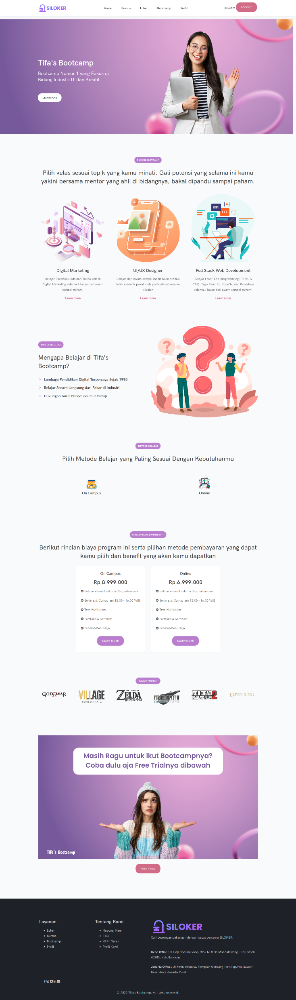 SILOKER
Home Kursus Loker Bootcamp Profil
ilovetifa LOGOUT
Tifa's Bootcamp
Bootcamp Nomor 1 yang Fokus di
Bidang Industri IT dan Kreatif
LEARN MORE
PILIHAN BOOTCAMP
Pilih kelas sesuai topik yang kamu minati. Gali potensi yang selama ini kamu
yakini bersama mentor yang ahli di bidangnya, bakal dipandu sampai paham.
HTML
Digital Marketing
Belajar Facebook Ads dan Tiktok Ads di
Digital Marketing selama 4 bulan dari awam
sampai paham!
Learn more
UI/UX Designer
Belajar dari awam sampai mahir bikin produk
lebih menarik pakai tools professional selama
4 bulan
Learn more
Full Stack Web Development
Belajar Front-End programming (HTML &
CSS). Jago ReactJs, NodeJs, dan Bootstrap
selama 4 bulan dari awam sampai paham!
Learn more
WHY CHOOSE US?
Mengapa Belajar di Tifa's
Bootcamp?
Lembaga Pendidikan Digital Terpercaya Sejak 1998
Belajar Secara Langsung dari Pakar di Industri
Dukungan Karir Pribadi Seumur Hidup
METODE BELAJAR
Pilih Metode Belajar yang Paling Sesuai Dengan Kebutuhanmu
On Campus
Online
RINCIAN BIAYA DAN BENEFIT
Berikut rincian biaya program ini serta pilihan metode pembayaran yang dapat
kamu pilih dan benefit yang akan kamu dapatkan
On Campus
Rp.8.999.000
Belajar intensif selama 58x pertemuan
Senin s.d. Jumat jam 13.00 - 16.00 WIB
Tren Kurikulum
Portfolio & Sertifikat
Penempatan Kerja
LEARN MORE
Online
Rp.6.999.000
Belajar intensif selama 58x pertemuan
Senin s.d. Jumat jam 13.00 - 16.00 WIB
Tren Kurikulum
Portfolio & Sertifikat
Penempatan Kerja
LEARN MORE
DUMMY PARTNER
GOD OF WAR
VILLAGE
RESIDENT EVIL.
THE LEGEND OF
ZELDA
BREATH OF THE WILD
FINAL FANTASY VII
RED DEAD
REDEMPTION 2
ELDEN RING
Masih Ragu untuk ikut Bootcampnya?
Coba dulu aja Free Trialnya dibawah
Tifa's Bootcamp
FREE TRIAL
Layanan
Loker
Kursus
Bootcamp
Profil
Tentang Kami
Hubungi Kami
FAQ
Kirim Saran
Profil Kami
SILOKER
Cari Lowongan pekerjaan dengan cepat bersama SILOKER.
Head Office : Jl.Haji Dharma Yasa, Blok M-8 Ds.Mandalawangi, Kec.Paseh
40383, Kab.Bandung
Jakarta Office : Jl.Pintu Terbuka, Komplek Gerbang Tertutup,Kec.Sawah
Besar,Kota Jakarta Pusat
© 2022 Tifa's Bootcamp. All rights reserved.